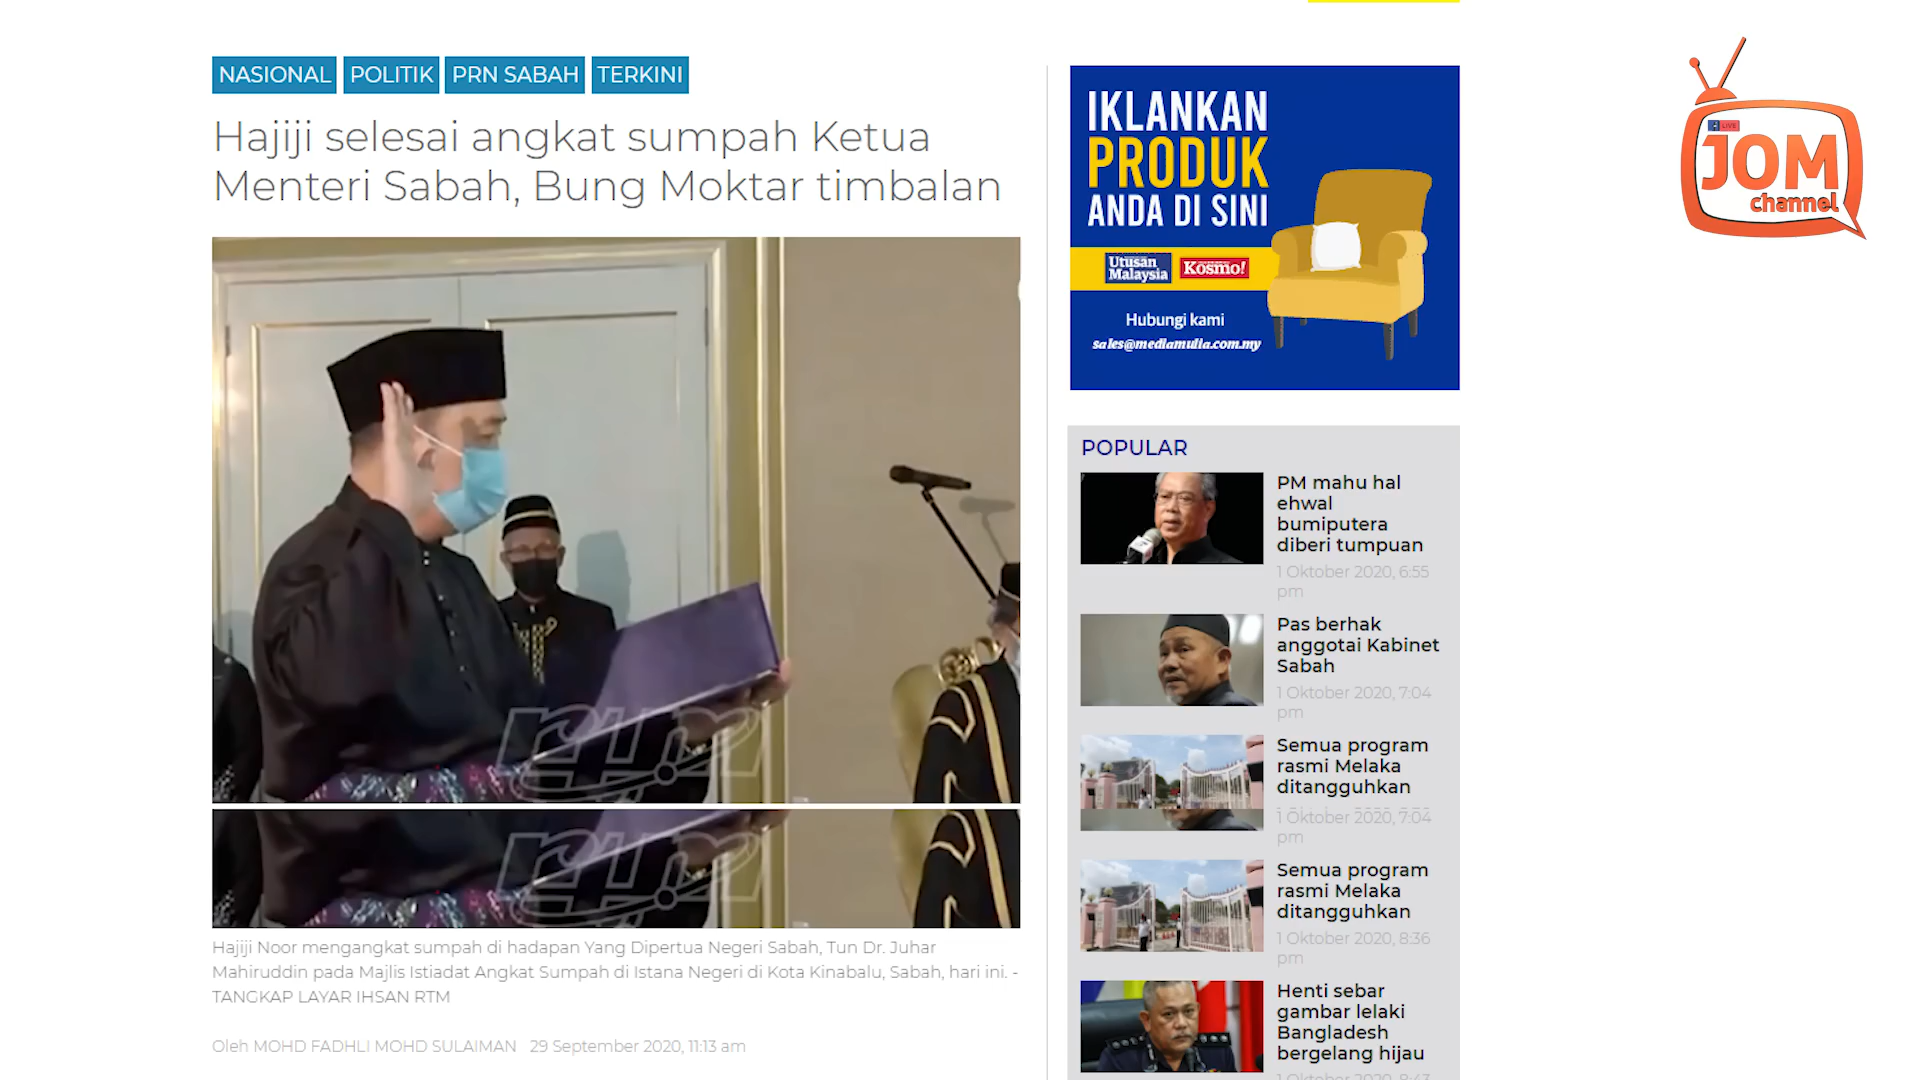 NASIONAL POLITIK PRN SABAH TERKINI
Hajiji selesai angkat sumpah Ketua
Menteri Sabah, Bung Moktar timbalan
Hajiji Noor mengangkat sumpah di hadapan Yang Dipertua Negeri Sabah, Tun Dr. Juhar
Mahiruddin pada Majlis Istiadat Angkat Sumpah di Istana Negeri di Kota Kinabalu, Sabah, hari ini. -
TANGKAP LAYAR IHSAN RTM
Oleh MOHD FADHLI MOHD SULAIMAN 29 September 2020, 11:13 am
IKLANKAN
PRODUK
ANDA DI SINI
Utusan
Malaysia
Kosmo!
Hubungi kami
sales@mediamulia.com.my
POPULAR
PM mahu hal
ehwal
bumiputera
diberi tumpuan
1 Oktober 2020, 6:55
pm
Pas berhak
anggotai Kabinet
Sabah
1 Oktober 2020, 7:04
pm
Semua program
rasmi Melaka
ditangguhkan
1 Oktober 2020, 7:04
pm
Semua program
rasmi Melaka
ditangguhkan
1 Oktober 2020, 8:36
pm
Henti sebar
gambar lelaki
Bangladesh
bergelang hijau
1 Oktober 2020, 8:43
LIVE
JOM
channel